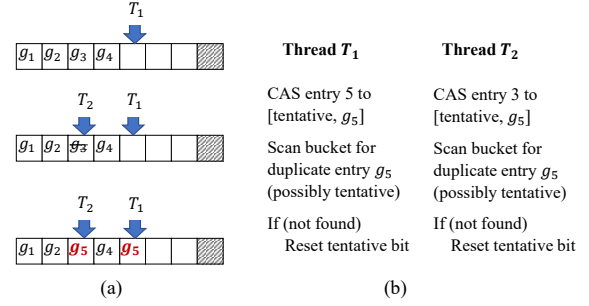 T₁
g₁ g₂ g₃ g₄
T₂ T₁
g₁ g₂ g₃ g₄
T₂ T₁
g₁ g₂ g₅ g₄ g₅
(a)
Thread T₁
CAS entry 5 to
[tentative, g₅]
Scan bucket for
duplicate entry g₅
(possibly tentative)
If (not found)
Reset tentative bit
Thread T₂
CAS entry 3 to
[tentative, g₅]
Scan bucket for
duplicate entry g₅
(possibly tentative)
If (not found)
Reset tentative bit
(b)